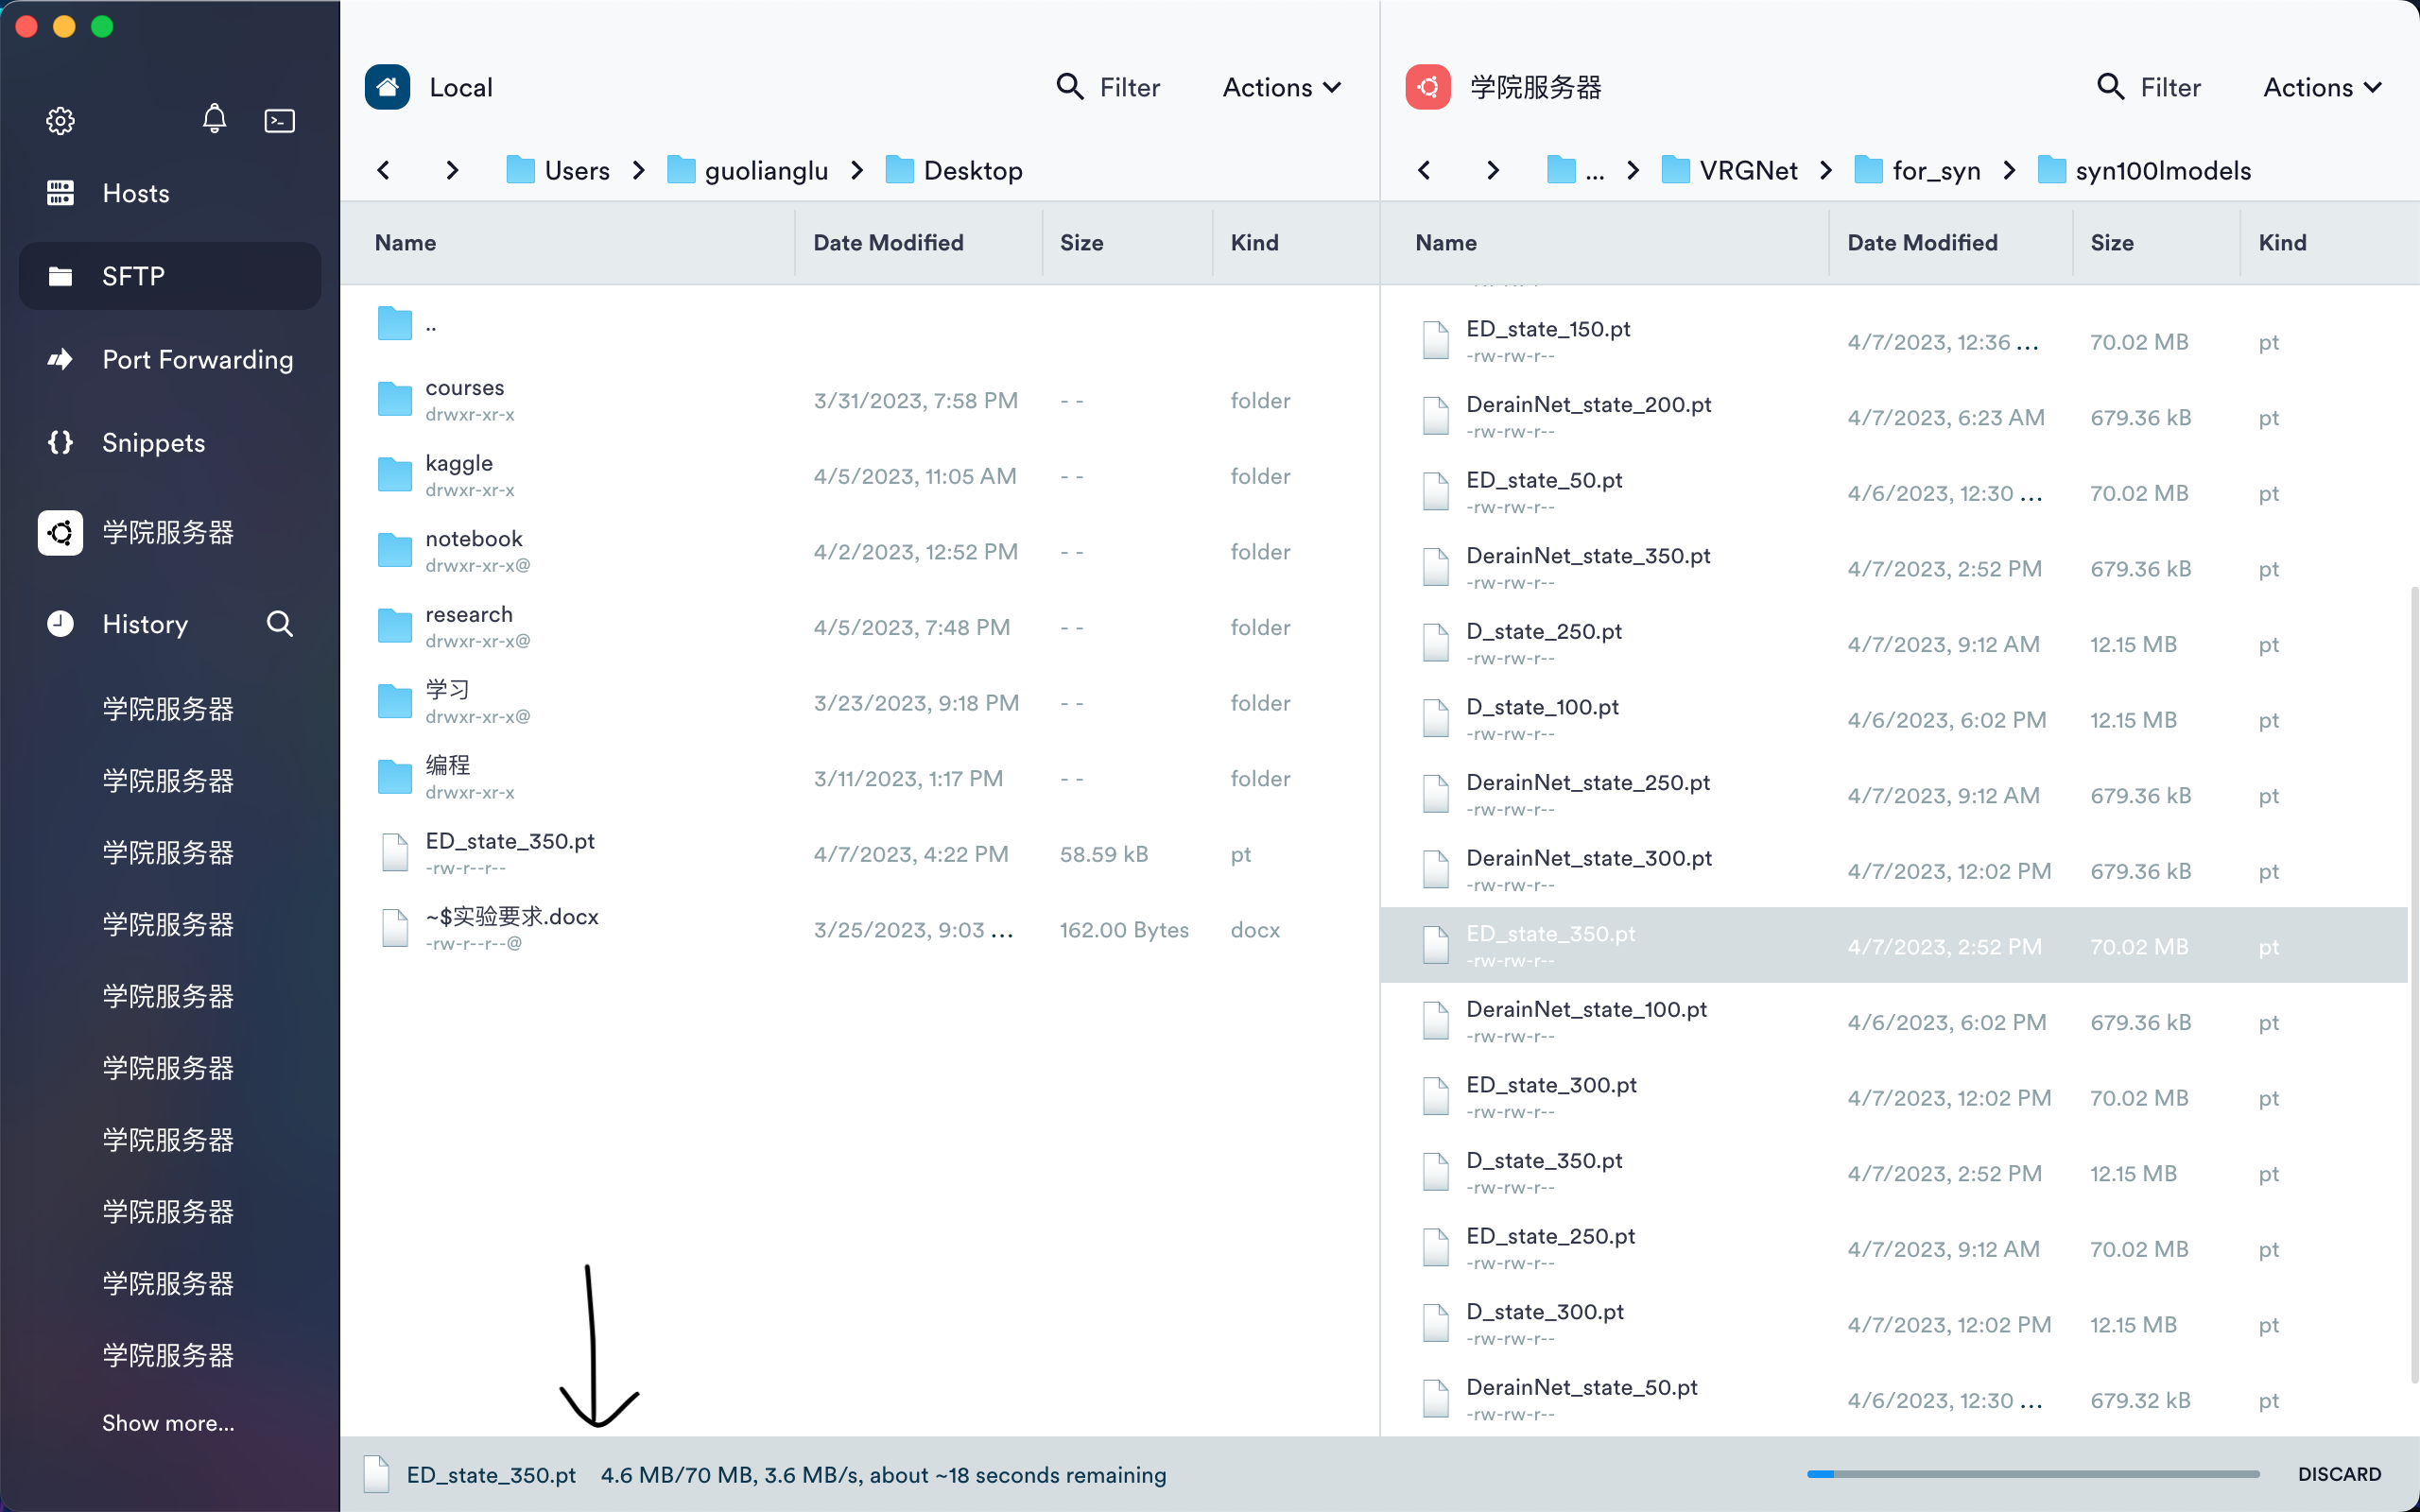 Hosts
SFTP
Port Forwarding
Snippets
学院服务器
History
学院服务器
学院服务器
学院服务器
学院服务器
学院服务器
学院服务器
学院服务器
学院服务器
学院服务器
学院服务器
Show more...
Local
Filter
Actions
Users
guolianglu
Desktop
Name Date Modified Size Kind
..
courses
drwxr-xr-x
3/31/2023, 7:58 PM - - folder
kaggle
drwxr-xr-x
4/5/2023, 11:05 AM - - folder
notebook
drwxr-xr-x@
4/2/2023, 12:52 PM - - folder
research
drwxr-xr-x@
4/5/2023, 7:48 PM - - folder
学习
drwxr-xr-x@
3/23/2023, 9:18 PM - - folder
编程
drwxr-xr-x
3/11/2023, 1:17 PM - - folder
ED_state_350.pt
-rw-r--r--
4/7/2023, 4:22 PM 58.59 kB pt
~$实验要求.docx
-rw-r--r--@
3/25/2023, 9:03 ... 162.00 Bytes docx
学院服务器
Filter
Actions
...
VRGNet
for_syn
syn100lmodels
Name Date Modified Size Kind
ED_state_150.pt
-rw-rw-r--
4/7/2023, 12:36 ... 70.02 MB pt
DerainNet_state_200.pt
-rw-rw-r--
4/7/2023, 6:23 AM 679.36 kB pt
ED_state_50.pt
-rw-rw-r--
4/6/2023, 12:30 ... 70.02 MB pt
DerainNet_state_350.pt
-rw-rw-r--
4/7/2023, 2:52 PM 679.36 kB pt
D_state_250.pt
-rw-rw-r--
4/7/2023, 9:12 AM 12.15 MB pt
D_state_100.pt
-rw-rw-r--
4/6/2023, 6:02 PM 12.15 MB pt
DerainNet_state_250.pt
-rw-rw-r--
4/7/2023, 9:12 AM 679.36 kB pt
DerainNet_state_300.pt
-rw-rw-r--
4/7/2023, 12:02 PM 679.36 kB pt
ED_state_350.pt
-rw-rw-r--
4/7/2023, 2:52 PM 70.02 MB pt
DerainNet_state_100.pt
-rw-rw-r--
4/6/2023, 6:02 PM 679.36 kB pt
ED_state_300.pt
-rw-rw-r--
4/7/2023, 12:02 PM 70.02 MB pt
D_state_350.pt
-rw-rw-r--
4/7/2023, 2:52 PM 12.15 MB pt
ED_state_250.pt
-rw-rw-r--
4/7/2023, 9:12 AM 70.02 MB pt
D_state_300.pt
-rw-rw-r--
4/7/2023, 12:02 PM 12.15 MB pt
DerainNet_state_50.pt
-rw-rw-r--
4/6/2023, 12:30 ... 679.32 kB pt
ED_state_350.pt 4.6 MB/70 MB, 3.6 MB/s, about ~18 seconds remaining
DISCARD